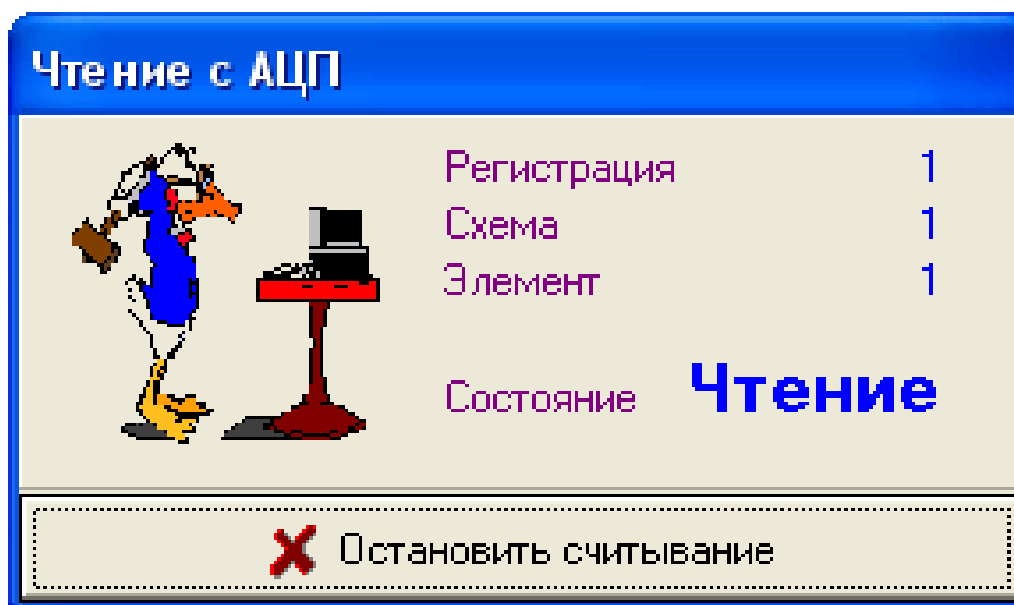 Чтение с АЦП
Регистрация 1
Схема 1
Элемент 1
Состояние Чтение
Остановить считывание